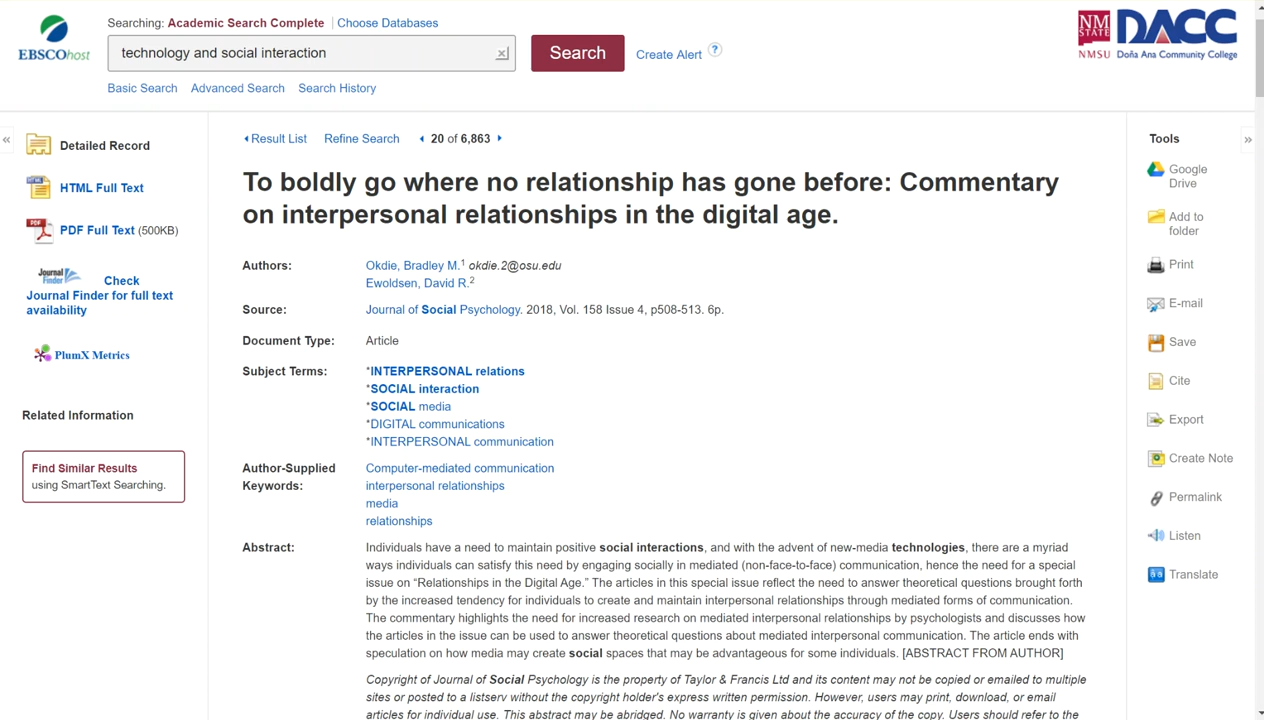 Searching: Academic Search Complete | Choose Databases
technology and social interaction
Search
Create Alert ?
EBSCOhost
Basic Search Advanced Search Search History
NM STATE
NMSU
DACC
Doña Ana Community College
« Detailed Record
HTML Full Text
PDF Full Text (500KB)
Journal Finder
Check
Journal Finder for full text
availability
PlumX Metrics
Related Information
Find Similar Results
using SmartText Searching.
Result List Refine Search 20 of 6,863
To boldly go where no relationship has gone before: Commentary
on interpersonal relationships in the digital age.
Authors: Okdie, Bradley M.1 okdie.2@osu.edu
Ewoldsen, David R.2
Source: Journal of Social Psychology. 2018, Vol. 158 Issue 4, p508-513. 6p.
Document Type: Article
Subject Terms: *INTERPERSONAL relations
*SOCIAL interaction
*SOCIAL media
*DIGITAL communications
*INTERPERSONAL communication
Author-Supplied Keywords: Computer-mediated communication
interpersonal relationships
media
relationships
Abstract: Individuals have a need to maintain positive social interactions, and with the advent of new-media technologies, there are a myriad
ways individuals can satisfy this need by engaging socially in mediated (non-face-to-face) communication, hence the need for a special
issue on “Relationships in the Digital Age.” The articles in this special issue reflect the need to answer theoretical questions brought forth
by the increased tendency for individuals to create and maintain interpersonal relationships through mediated forms of communication.
The commentary highlights the need for increased research on mediated interpersonal relationships by psychologists and discusses how
the articles in the issue can be used to answer theoretical questions about mediated interpersonal communication. The article ends with
speculation on how media may create social spaces that may be advantageous for some individuals. [ABSTRACT FROM AUTHOR]
Copyright of Journal of Social Psychology is the property of Taylor & Francis Ltd and its content may not be copied or emailed to multiple
sites or posted to a listserv without the copyright holder's express written permission. However, users may print, download, or email
articles for individual use. This abstract may be abridged. No warranty is given about the accuracy of the copy. Users should refer to the
Tools »
Google
Drive
Add to
folder
Print
E-mail
Save
Cite
Export
Create Note
Permalink
Listen
Translate